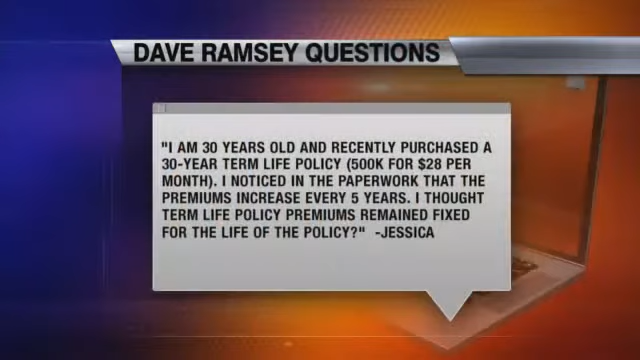 DAVE RAMSEY QUESTIONS
"I AM 30 YEARS OLD AND RECENTLY PURCHASED A
30-YEAR TERM LIFE POLICY (500K FOR $28 PER
MONTH). I NOTICED IN THE PAPERWORK THAT THE
PREMIUMS INCREASE EVERY 5 YEARS. I THOUGHT
TERM LIFE POLICY PREMIUMS REMAINED FIXED
FOR THE LIFE OF THE POLICY?" -JESSICA